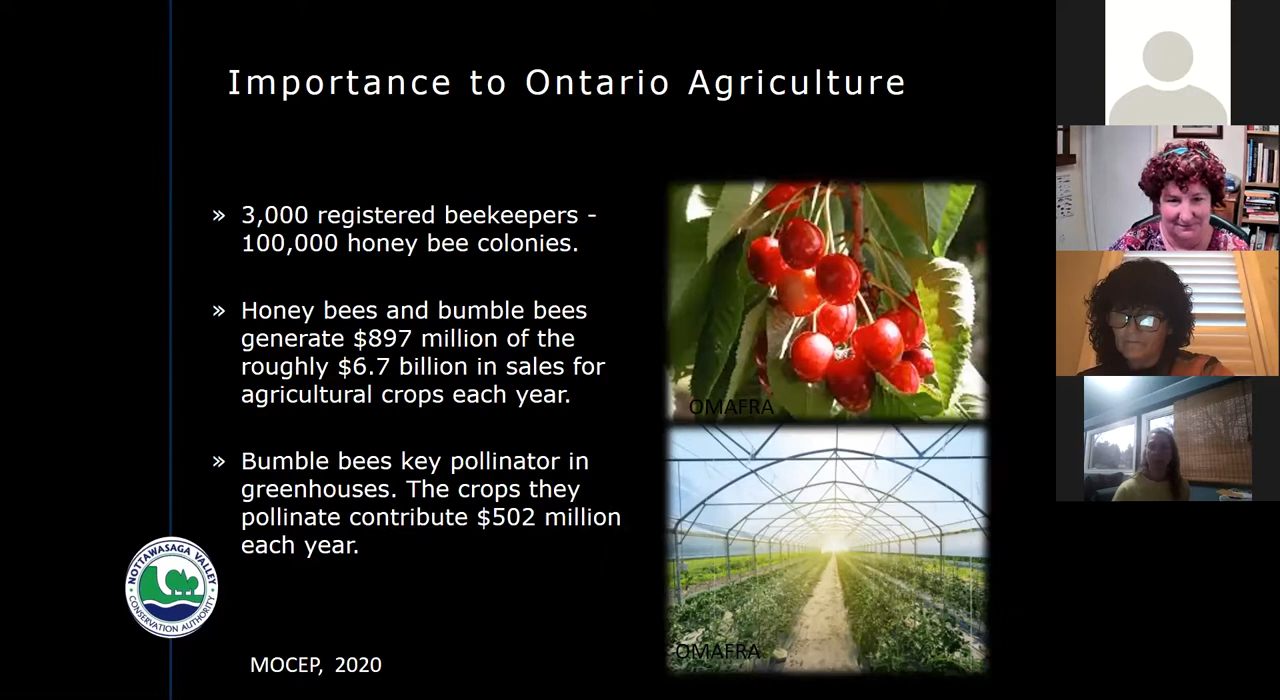 Importance to Ontario Agriculture
» 3,000 registered beekeepers -
100,000 honey bee colonies.
» Honey bees and bumble bees
generate $897 million of the
roughly $6.7 billion in sales for
agricultural crops each year.
» Bumble bees key pollinator in
greenhouses. The crops they
pollinate contribute $502 million
each year.
OMAFRA
OMAFRA
NOTTAWASAGA VALLEY
CONSERVATION AUTHORITY
MOCEP, 2020